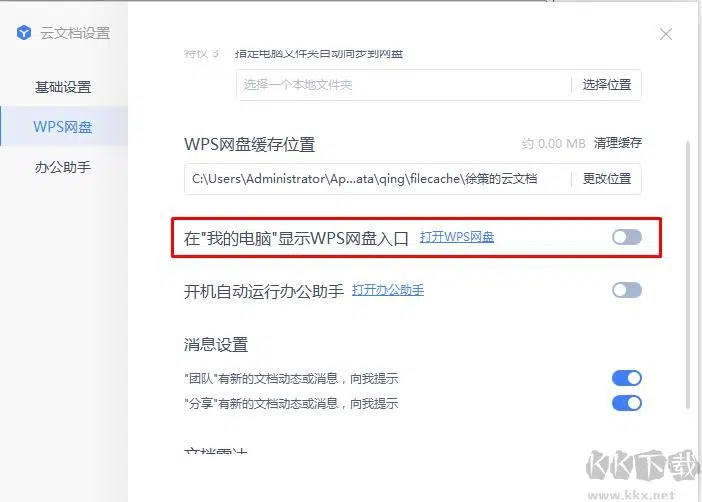 云文档设置
基础设置
WPS网盘
办公助手
特权 3 指定电脑文件夹自动同步到网盘
选择一个本地文件夹 选择位置
WPS网盘缓存位置 约 0.00 MB 清理缓存
C:\Users\Administrator\Ap...ata\qing\filecache\徐策的云文档 更改位置
在"我的电脑"显示WPS网盘入口 打开WPS网盘
开机自动运行办公助手 打开办公助手
消息设置
"团队"有新的文档动态或消息，向我提示
"分享"有新的文档动态或消息，向我提示
文档雷达
KK下载
www.kkx.net